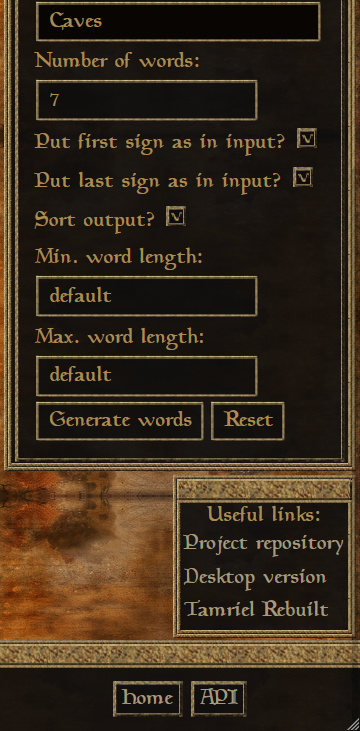 Caves
Number of words:
7
Put first sign as in input? v
Put last sign as in input? v
Sort output? v
Min. word length:
default
Max. word length:
default
Generate words Reset
Useful links:
Project repository
Desktop version
Tamriel Rebuilt
home API